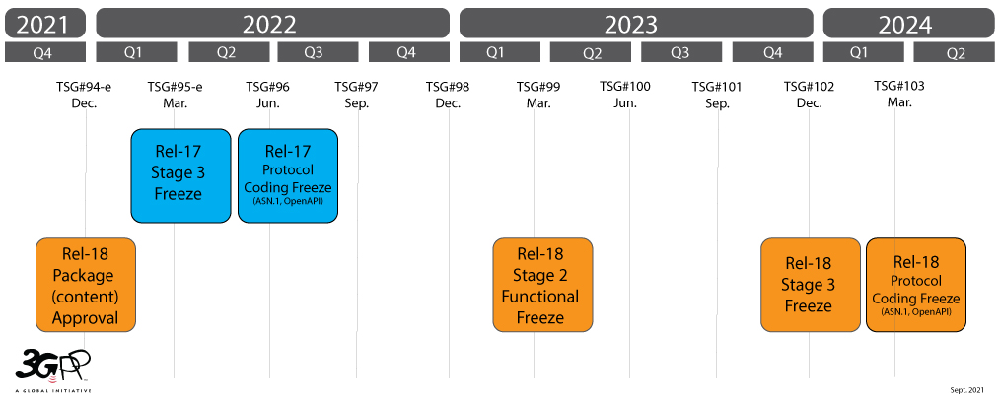 2021 2022 2023 2024
Q4 Q1 Q2 Q3 Q4 Q1 Q2 Q3 Q4 Q1 Q2
TSG#94-e TSG#95-e TSG#96 TSG#97 TSG#98 TSG#99 TSG#100 TSG#101 TSG#102 TSG#103
Dec. Mar. Jun. Sep. Dec. Mar. Jun. Sep. Dec. Mar.
Rel-17
Stage 3
Freeze
Rel-17
Protocol
Coding Freeze
(ASN.1, OpenAPI)
Rel-18
Package
(content)
Approval
Rel-18
Stage 2
Functional
Freeze
Rel-18
Stage 3
Freeze
Rel-18
Protocol
Coding Freeze
(ASN.1, OpenAPI)
3GPP
A GLOBAL INITIATIVE
Sept. 2021